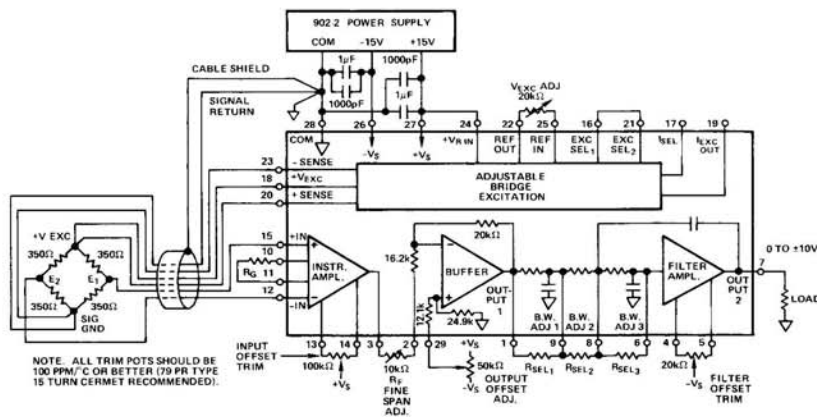 902-2 POWER SUPPLY
COM -15V +15V
1µF 1000pF
CABLE SHIELD
SIGNAL RETURN
1000pF 1µF
V_EXC ADJ
20kΩ
28 26 27 24 22 25 16 21 17 19
COM -V_S +V_S +V_R IN REF OUT REF IN EXC SEL_1 EXC SEL_2 I_SEL I_EXC OUT
23 - SENSE
18 +V_EXC
20 + SENSE
ADJUSTABLE BRIDGE EXCITATION
+V EXC
350Ω 350Ω
E_2 E_1
350Ω 350Ω
SIG GND
15 +IN
10
R_G
11
12 -IN
+
INSTR. AMPL.
−
20kΩ
16.2k
−
BUFFER
+
12.1k
24.9k
OUT-PUT 1
B.W. ADJ 1 B.W. ADJ 2 B.W. ADJ 3
FILTER AMPL.
OUT PUT 2
7
0 TO ±10V
LOAD
13 14 3 2 29 1 9 8 6 4 5
INPUT OFFSET TRIM
100kΩ
+V_S
10kΩ
R_F
FINE SPAN ADJ.
+V_S
50kΩ
-V_S
OUTPUT OFFSET ADJ.
R_SEL1 R_SEL2 R_SEL3
20kΩ
-V_S
FILTER OFFSET TRIM
NOTE. ALL TRIM POTS SHOULD BE
100 PPM/°C OR BETTER (79 PR TYPE
15 TURN CERMET RECOMMENDED).